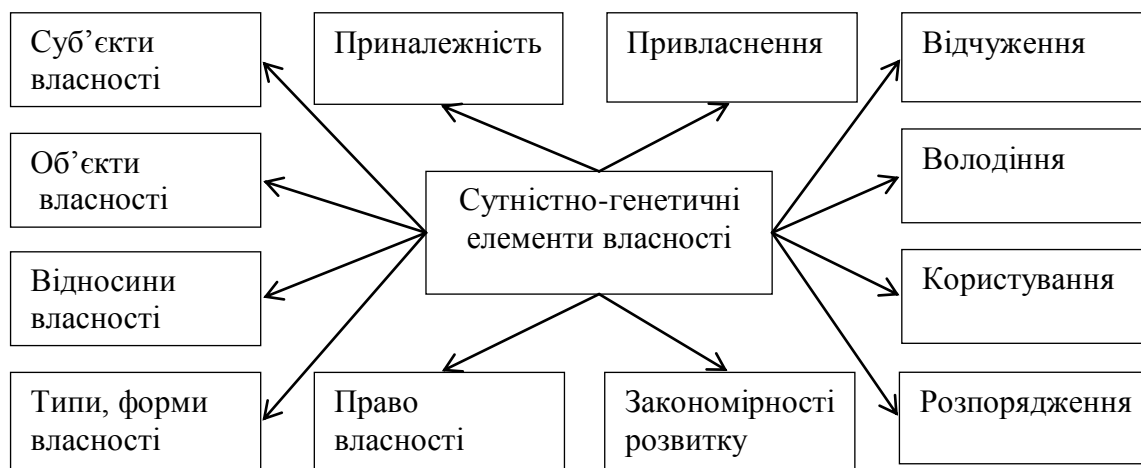 Суб’єкти
власності
Приналежність
Привласнення
Відчуження
Об’єкти
власності
Сутністно-генетичні
елементи власності
Володіння
Відносини
власності
Користування
Типи, форми
власності
Право
власності
Закономірності
розвитку
Розпорядження